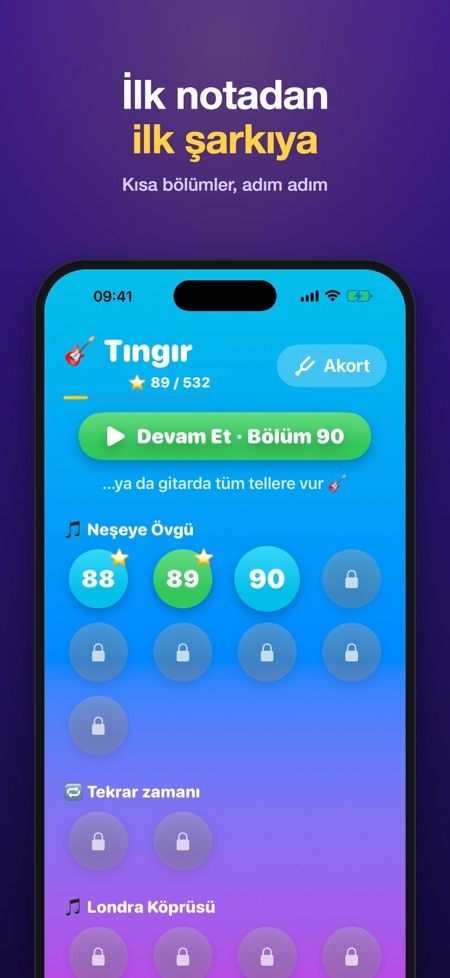 İlk notadan
ilk şarkıya
Kısa bölümler, adım adım
09:41
Tıngır
89 / 532
Akort
Devam Et · Bölüm 90
...ya da gitarda tüm tellere vur
Neşeye Övgü
88
89
90
Tekrar zamanı
Londra Köprüsü